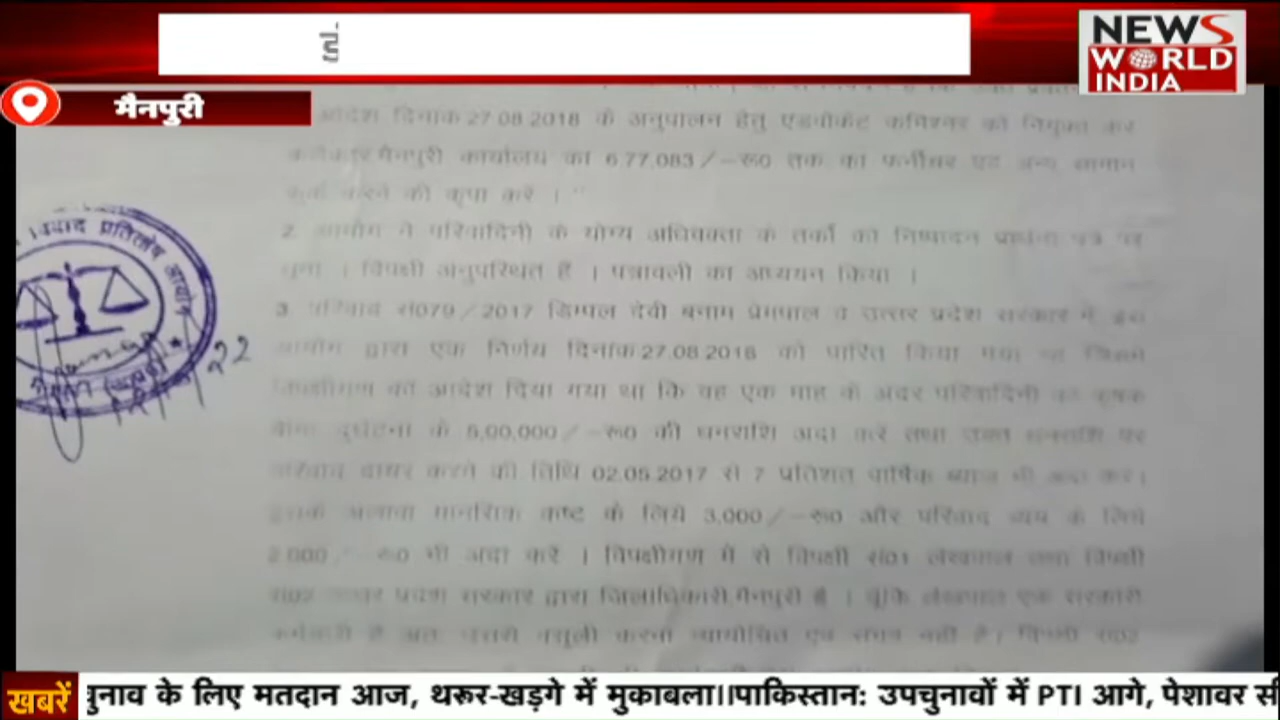 NEWS
WORLD
INDIA
मैनपुरी
आदेश दिनांक 27.08.2018 के अनुपालन हेतु एडवोकेट कमिश्नर को नियुक्त कर
मैनपुरी कार्यालय का 6,77,083/-रू0 तक का फर्नीचर एवं अन्य सामान
कुर्क करने की कृपा करें ।"
2. आयोग ने परिवादिनी के योग्य अधिवक्ता के तर्कों को निष्पादन प्रार्थना पत्र पर
सुना । विपक्षी अनुपस्थित है । पत्रावली का अध्ययन किया ।
3. परिवाद सं079/2017 डिम्पल देवी बनाम प्रेमपाल व उत्तर प्रदेश सरकार में इस
आयोग द्वारा एक निर्णय दिनांक 27.08.2018 को पारित किया गया था जिसमें
विपक्षीगण को आदेश दिया गया था कि वह एक माह के अंदर परिवादिनी को कृषक
बीमा दुर्घटना के 5,00,000/-रू0 की धनराशि अदा करें तथा उक्त धनराशि पर
परिवाद दायर करने की तिथि 02.05.2017 से 7 प्रतिशत वार्षिक ब्याज भी अदा करें।
इसके अलावा मानसिक कष्ट के लिये 3,000/-रू0 और परिवाद व्यय के लिये
2,000/-रू0 भी अदा करें । विपक्षीगण में से विपक्षी सं01 लेखपाल तथा विपक्षी
सं02 उत्तर प्रदेश सरकार द्वारा जिलाधिकारी,मैनपुरी है । चूंकि लेखपाल एक सरकारी
कर्मचारी है अतः उससे वसूली करना न्यायोचित एवं संभव नहीं है। विपक्षी सं02
विवाद प्रतितोष आयोग
22
खबरें
चुनाव के लिए मतदान आज, थरूर-खड़गे में मुकाबला।।पाकिस्तान: उपचुनावों में PTI आगे, पेशावर सी